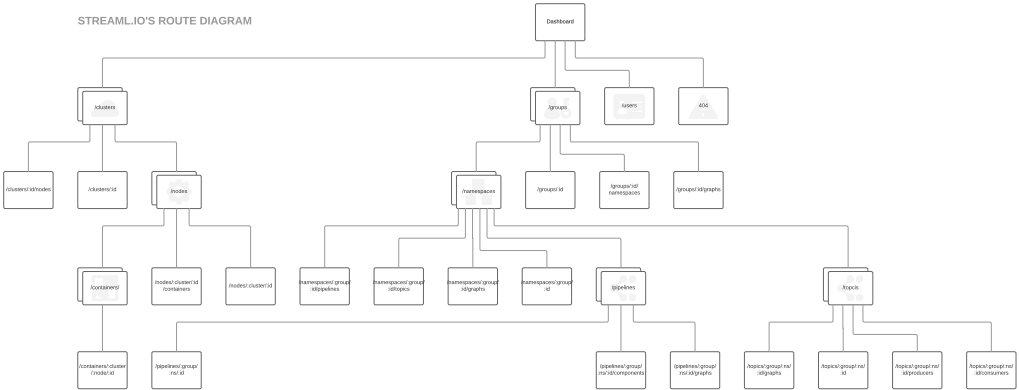 STREAML.IO'S ROUTE DIAGRAM
Dashboard
/clusters
/groups
/users
404
/clusters/:id/nodes
/clusters/:id
/nodes
/namespaces
/groups/:id
/groups/:id/
namespaces
/groups/:id/graphs
/containers/
/nodes/:cluster/:id
/containers
/nodes/:cluster/:id
/namespaces/:group/
:id/pipelines
/namespaces/:group/
:id/topics
/namespaces/:group/
:id/graphs
/namespaces/:group/
:id
/pipelines
/topcis
/containers/:cluster
/:node/:id
/pipelines/:group/
:ns/:id
/pipelines/:group/
:ns/:id/components
/pipelines/:group/
:ns/:id/graphs
/topics/:group/:ns/
:id/graphs
/topics/:group/:ns/
:id
/topics/:group/:ns/
:id/producers
/topics/:group/:ns/
:id/consumers